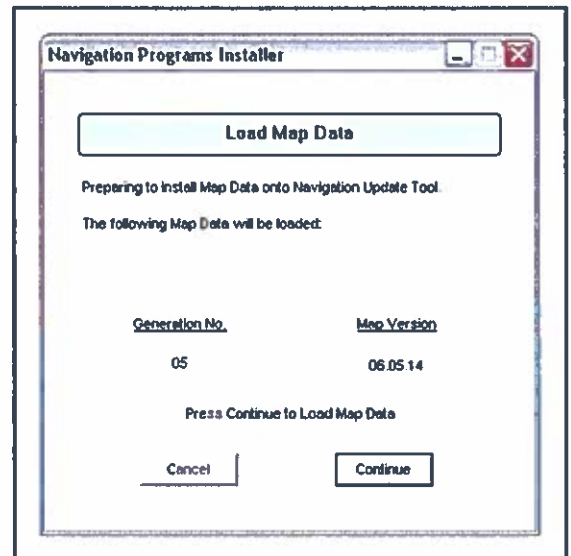 Navigation Programs Installer
Load Map Data
Preparing to Install Map Data onto Navigation Update Tool.
The following Map Data will be loaded:
Generation No. Map Version
05 06.05.14
Press Continue to Load Map Data
Cancel Continue